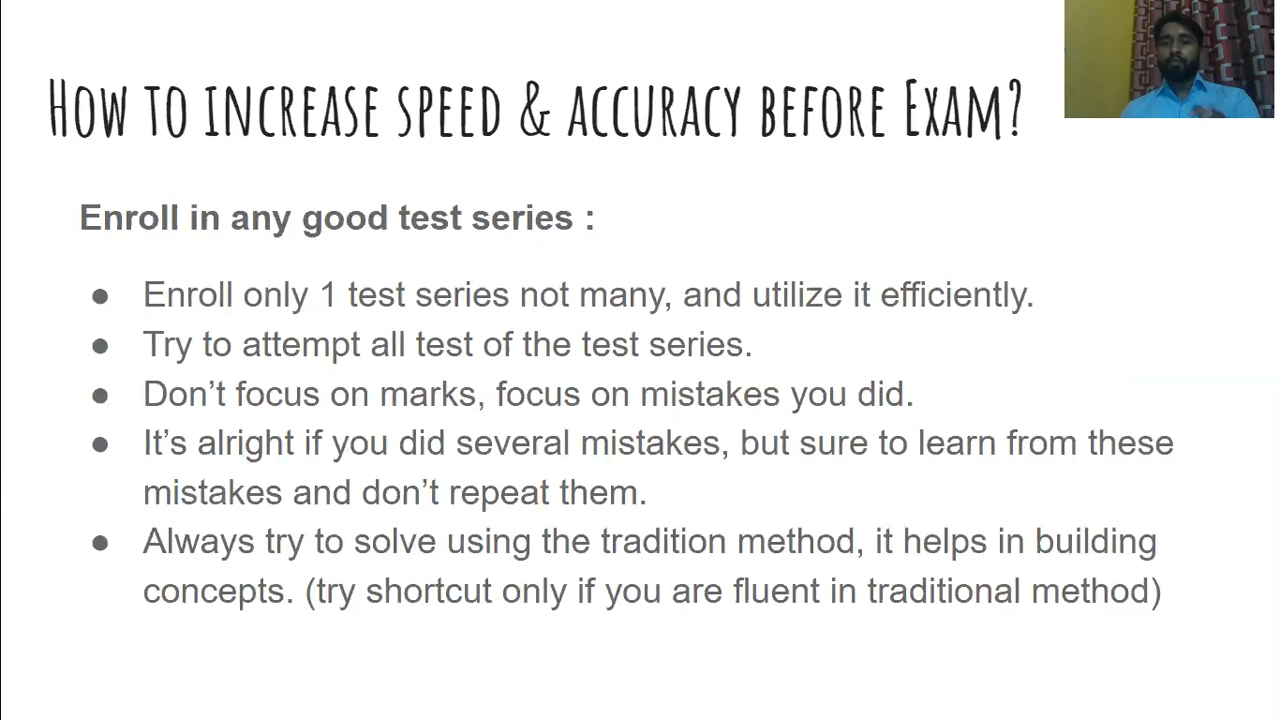 How to increase speed & accuracy before Exam?
Enroll in any good test series :
● Enroll only 1 test series not many, and utilize it efficiently.
● Try to attempt all test of the test series.
● Don’t focus on marks, focus on mistakes you did.
● It’s alright if you did several mistakes, but sure to learn from these
mistakes and don’t repeat them.
● Always try to solve using the tradition method, it helps in building
concepts. (try shortcut only if you are fluent in traditional method)